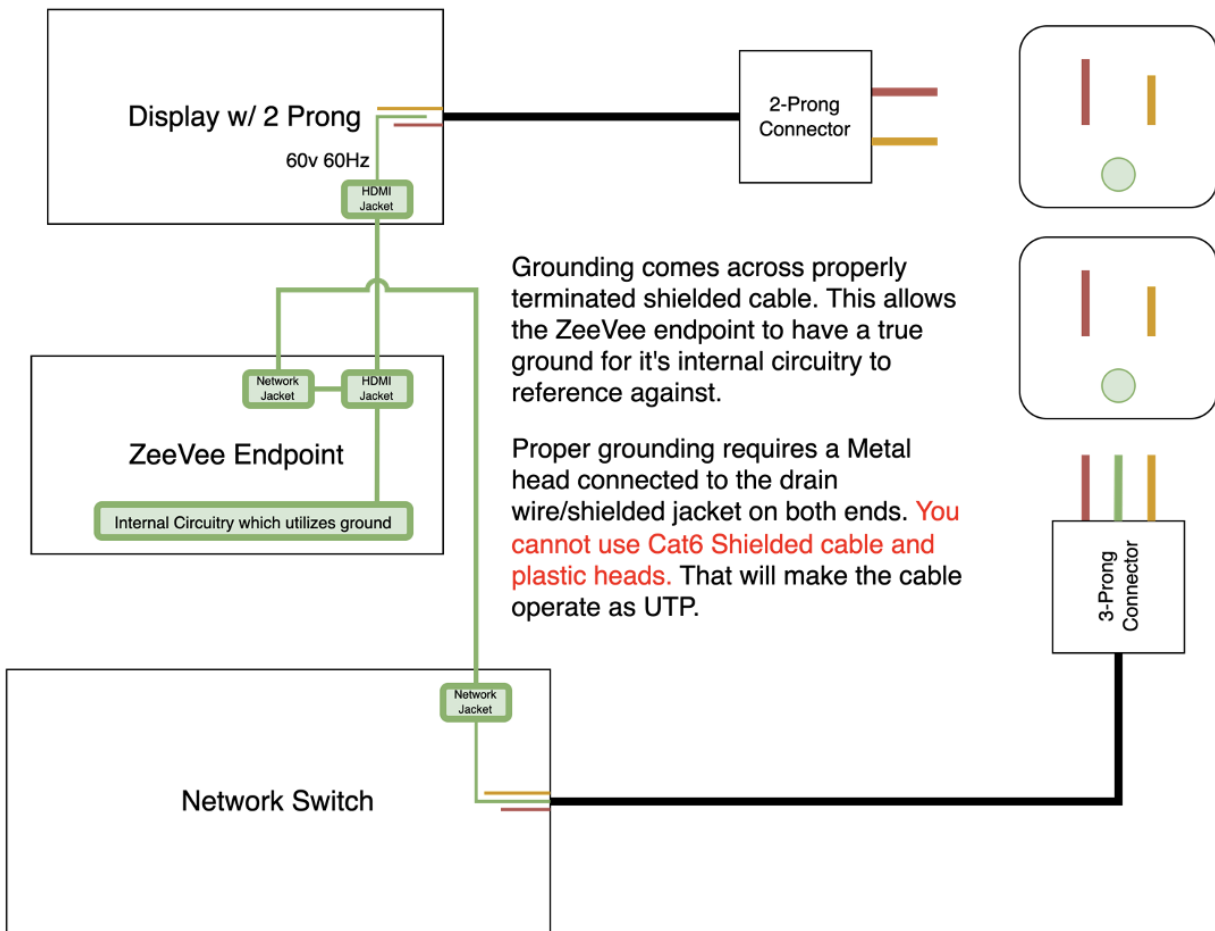 Display w/ 2 Prong
60v 60Hz
HDMI
Jacket
2-Prong
Connector
Grounding comes across properly
terminated shielded cable. This allows
the ZeeVee endpoint to have a true
ground for it's internal circuitry to
reference against.
Proper grounding requires a Metal
head connected to the drain
wire/shielded jacket on both ends. You
cannot use Cat6 Shielded cable and
plastic heads. That will make the cable
operate as UTP.
Network
Jacket
HDMI
Jacket
ZeeVee Endpoint
Internal Circuitry which utilizes ground
3-Prong
Connector
Network
Jacket
Network Switch